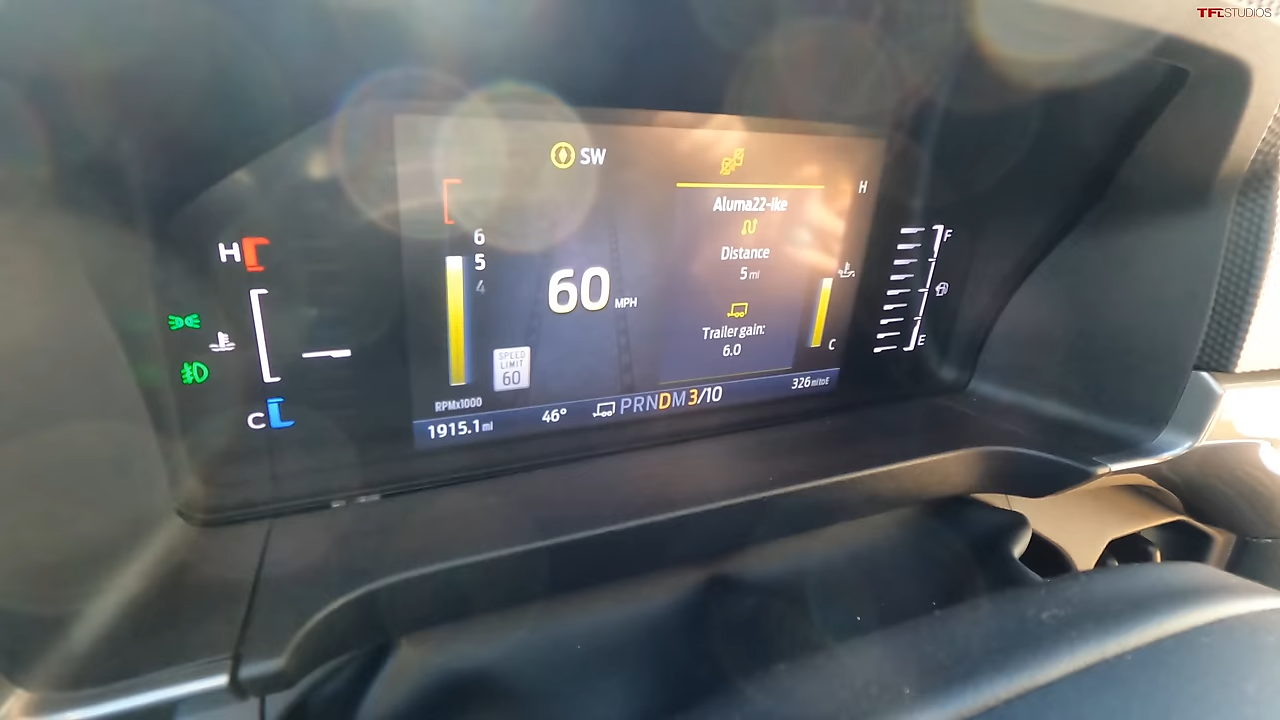 TFLSTUDIOS
SW
H
Aluma22-ike
H
6
5
4
Distance
5 mi
60 MPH
F
SPEED
LIMIT
60
Trailer gain:
6.0
C
E
RPMx1000
C
1915.1 mi
46°
PRNDM 3/10
326 mi to E